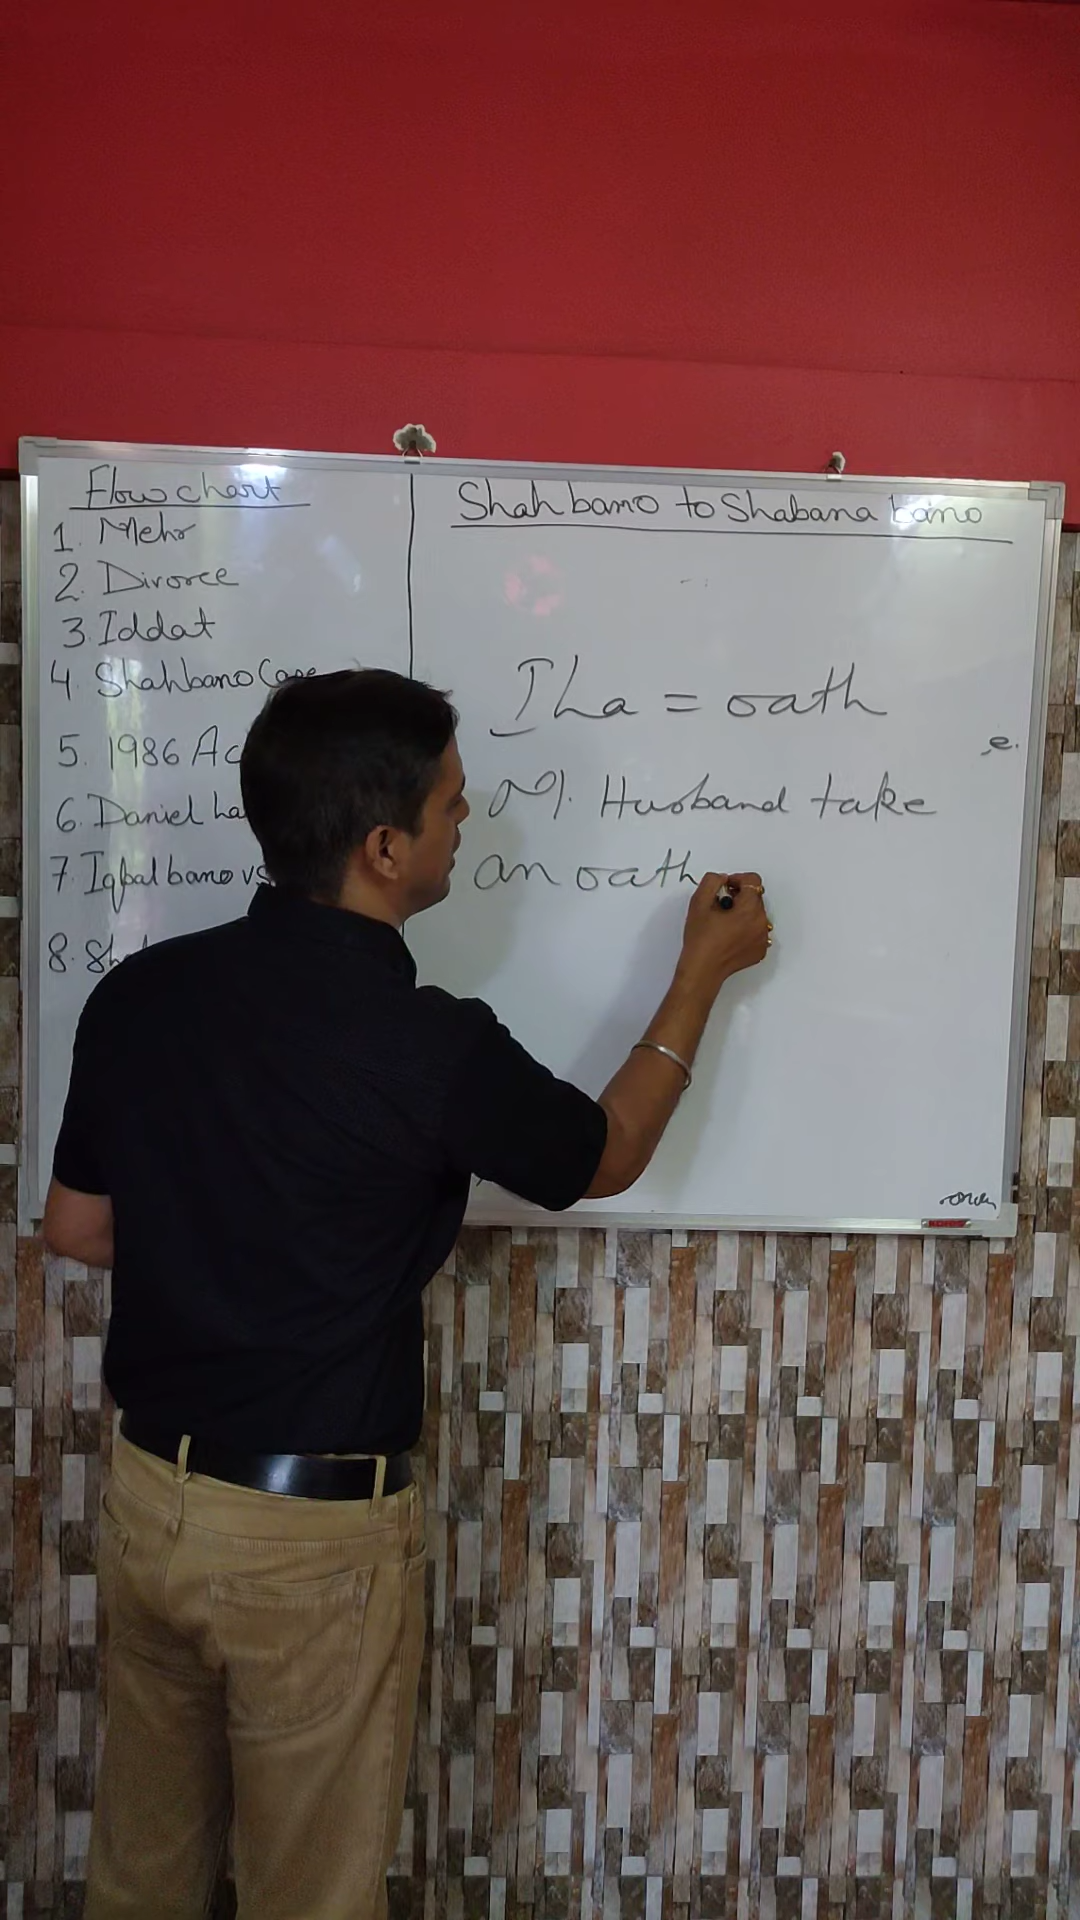 Flow chart
1. Mehr
2. Divorce
3. Iddat
4. Shahbano Case
5. 1986 Ac
6. Daniel La
7. Iqbal bano vs
8. Sha
Shah bano to Shabana bano
Ila = oath
M. Husband take
an oath
e.